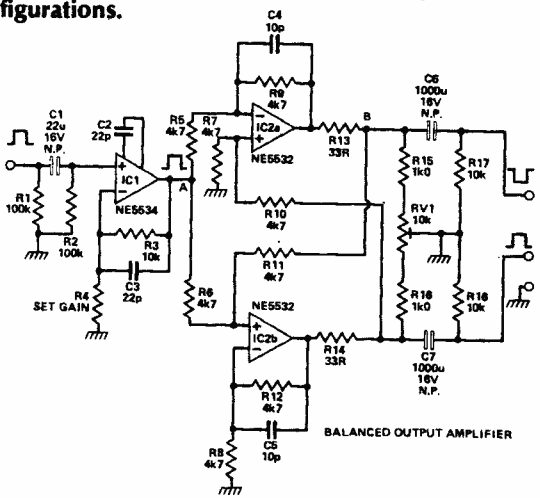 figurations.
C4
10p
R9
4k7
C6
1000u
16V
N.P.
C1
22u
16V
N.P.
C2
22p
R5
4k7
R7
4k7
IC2a
NE5532
B
R13
33R
IC1
NE5534
A
R15
1k0
R17
10k
R1
100k
R2
100k
R3
10k
R10
4k7
RV1
10k
R11
4k7
C3
22p
R4
SET GAIN
R6
4k7
NE5532
IC2b
R16
1k0
R18
10k
R14
33R
C7
1000u
16V
N.P.
R12
4k7
C5
10p
R8
4k7
BALANCED OUTPUT AMPLIFIER